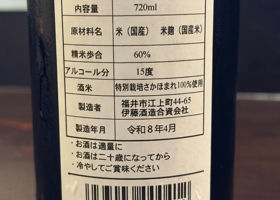 内容量 720ml
原材料名 米(国産) 米麹(国産米)
精米歩合 60%
アルコール分 15度
酒米 特別栽培さかほまれ100%使用
製造者 福井市江上町44-65
伊藤酒造合資会社
製造年月 令和8年4月
・お酒は適量に
・お酒は二十歳になってから
・冷やしてご賞味ください